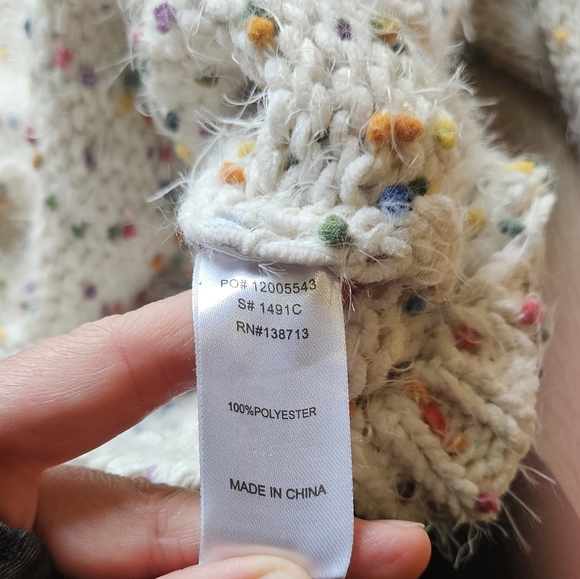 PO# 12005543
S# 1491C
RN#138713
100%POLYESTER
MADE IN CHINA